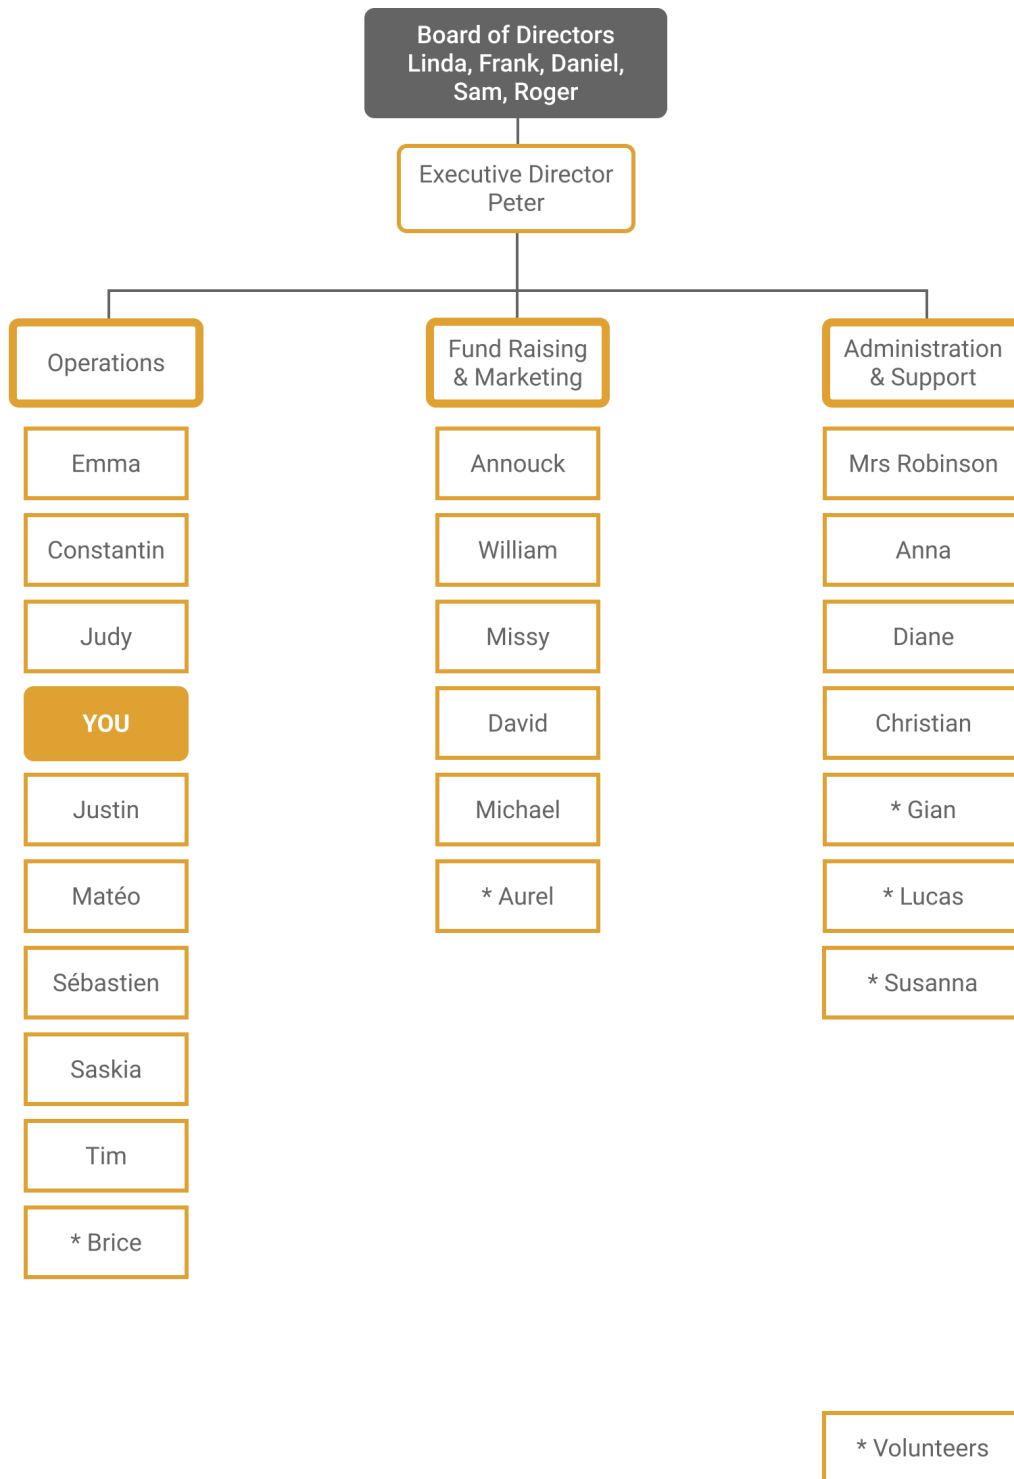 Board of Directors
Linda, Frank, Daniel,
Sam, Roger
Executive Director
Peter
Operations
Emma
Constantin
Judy
YOU
Justin
Matéo
Sébastien
Saskia
Tim
* Brice
Fund Raising
& Marketing
Annouck
William
Missy
David
Michael
* Aurel
Administration
& Support
Mrs Robinson
Anna
Diane
Christian
* Gian
* Lucas
* Susanna
* Volunteers